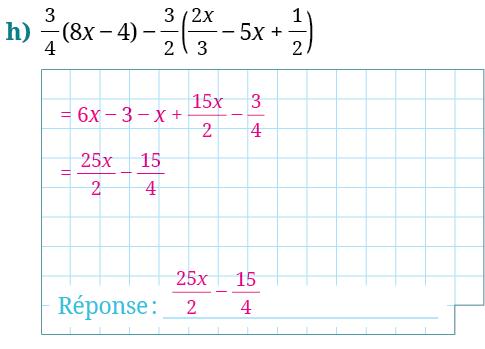 h) 3/4 (8x − 4) − 3/2 (2x/3 − 5x + 1/2)
= 6x − 3 − x + 15x/2 − 3/4
= 25x/2 − 15/4
Réponse : 25x/2 − 15/4